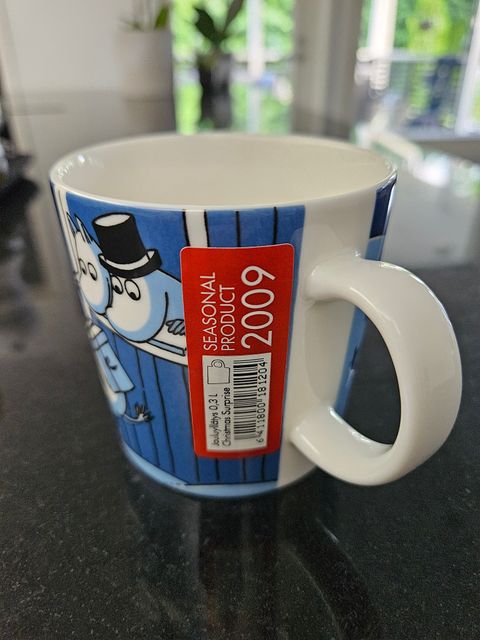 SEASONAL
PRODUCT
2009
Jouluyllätys 0,3 L
Christmas Surprise
6 411800 181204